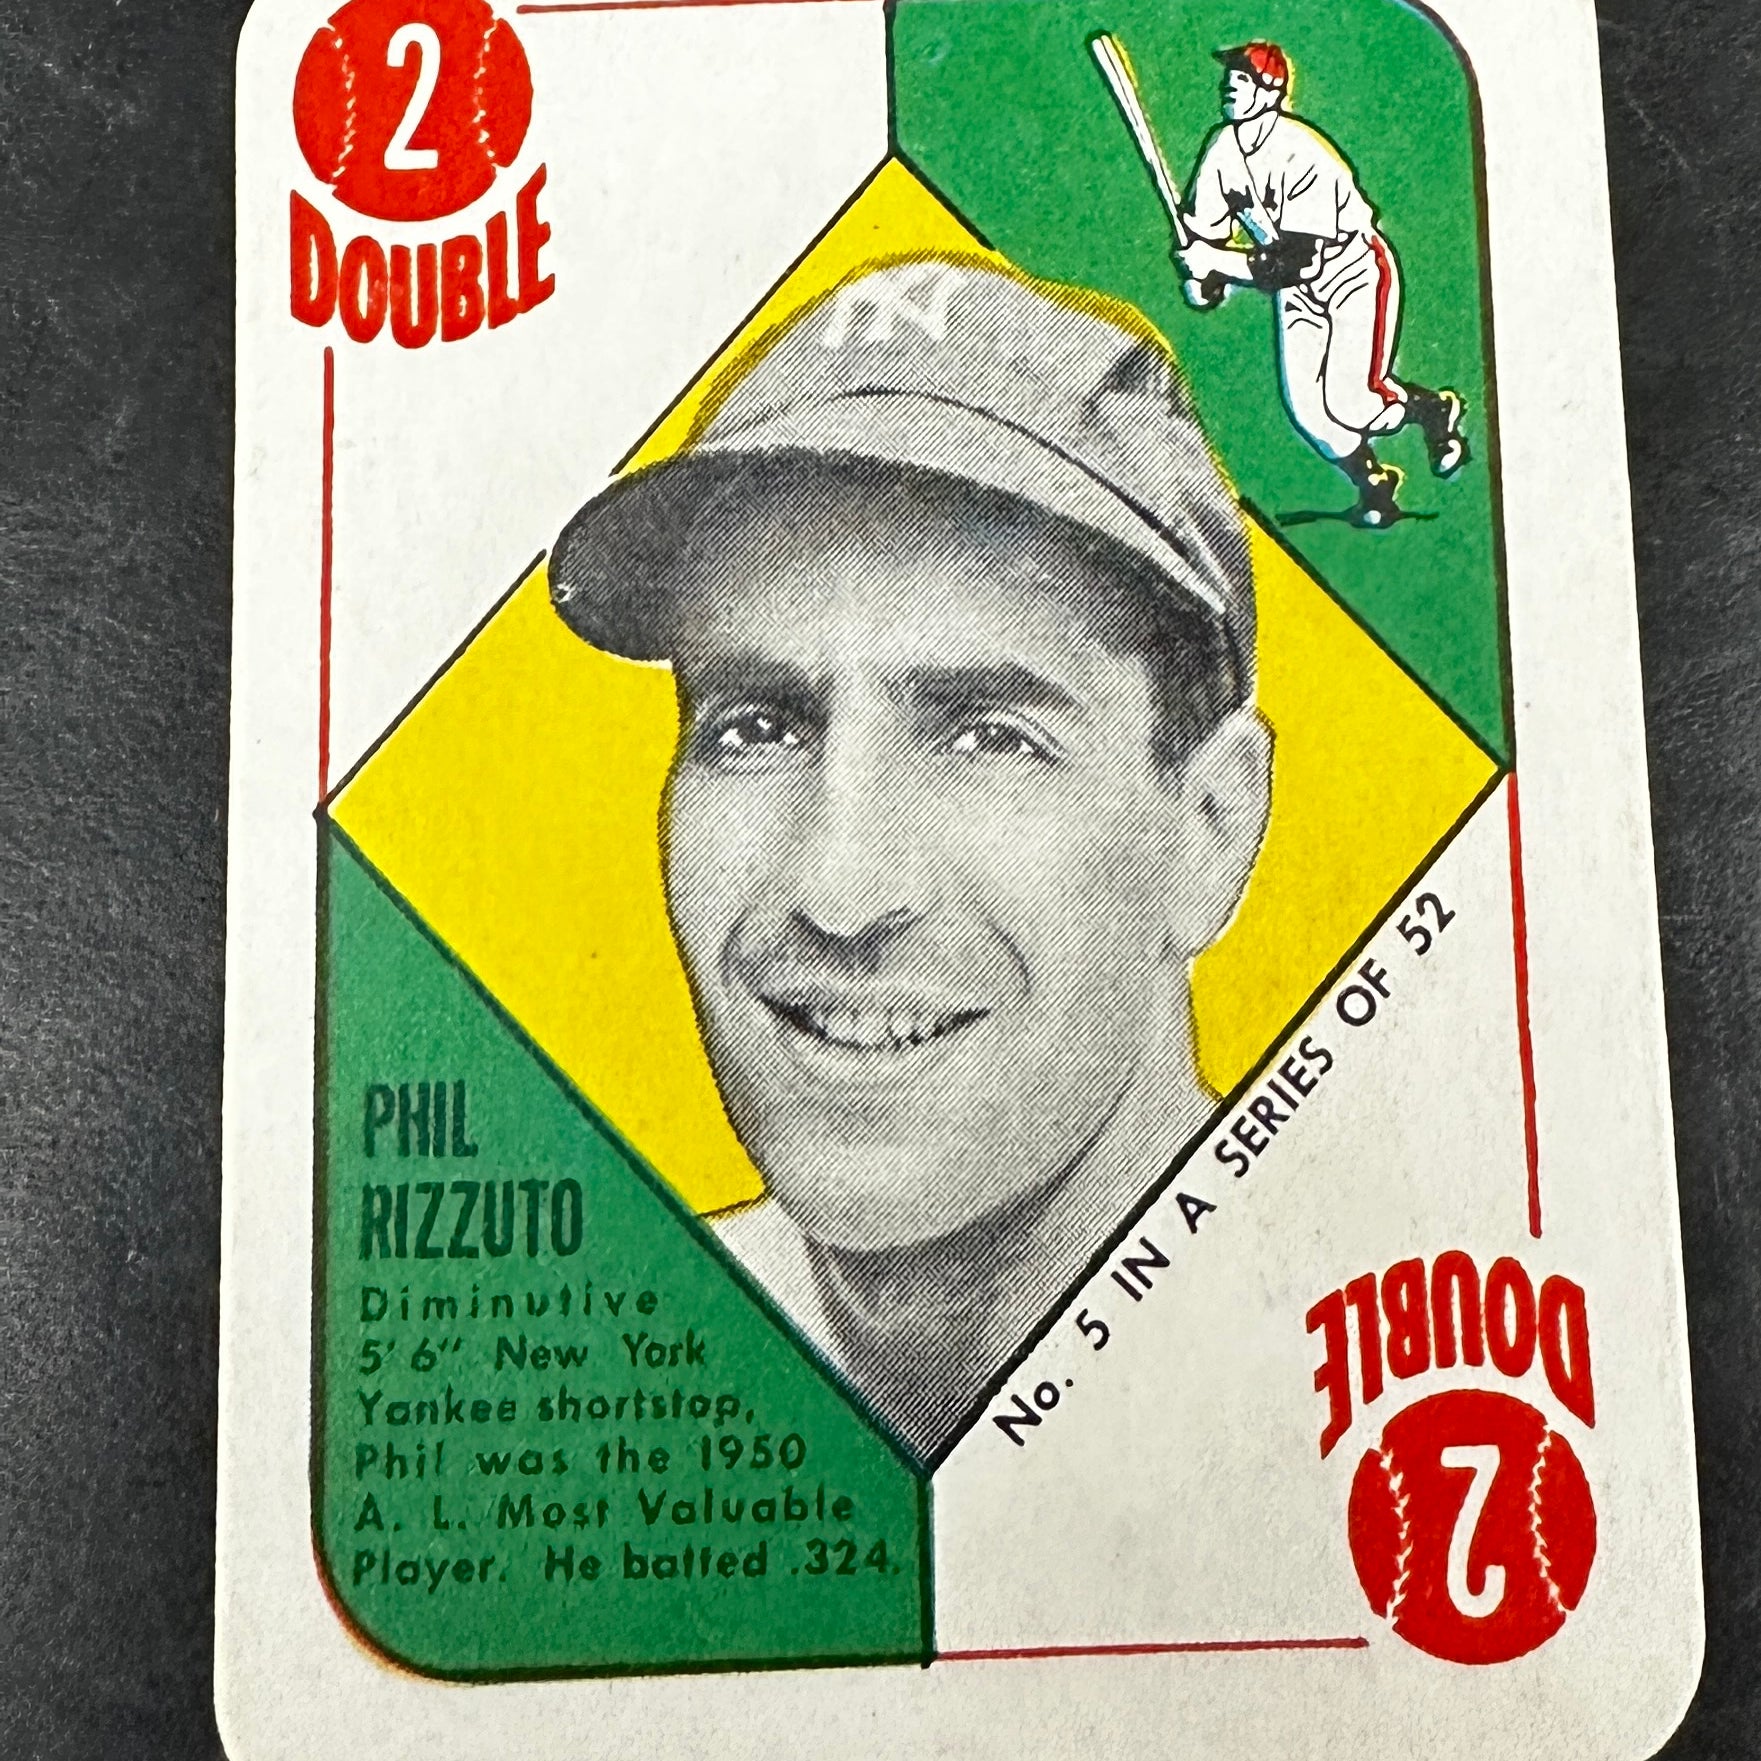 2
DOUBLE
NY
PHIL
RIZZUTO
Diminutive
5' 6" New York
Yankee shortstop,
Phil was the 1950
A. L. Most Valuable
Player. He batted .324.
No. 5 IN A SERIES OF 52
DOUBLE
2